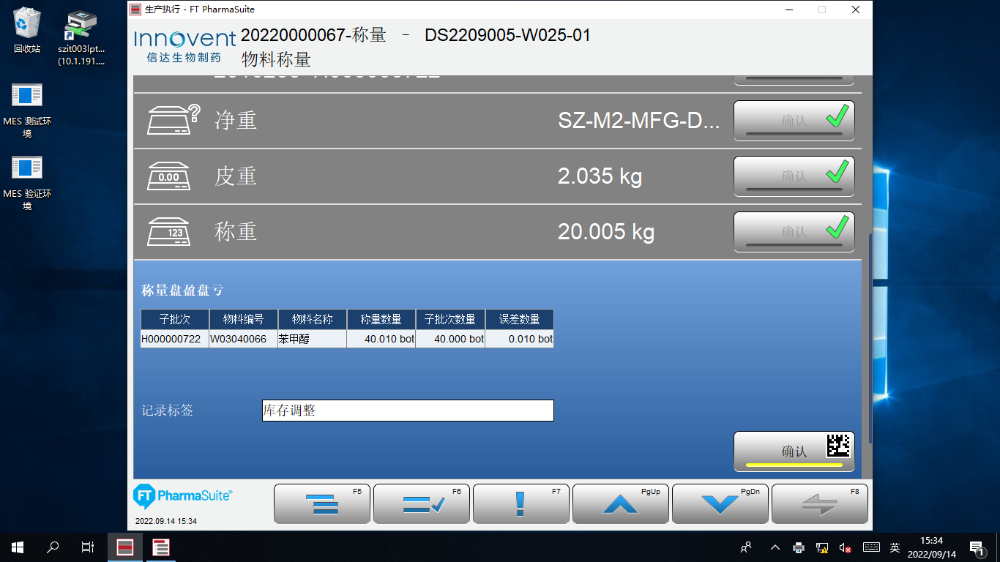 回收站
szit003lpt...
(10.1.191....
MES 测试环
境
MES 验证环
境
生产执行 - FT PharmaSuite
Innovent
信达生物制药
20220000067-称量 - DS2209005-W025-01
物料称量
净重
SZ-M2-MFG-D...
确认
0.00
皮重
2.035 kg
确认
123
称重
20.005 kg
确认
称量盘盈盘亏
子批次 物料编号 物料名称 称量数量 子批次数量 误差数量
H000000722 W03040066 苯甲醇 40.010 bot 40.000 bot 0.010 bot
记录标签
库存调整
确认
FT PharmaSuite
2022.09.14 15:34
F5
F6
F7
PgUp
PgDn
F8
英
15:34
2022/09/14
1